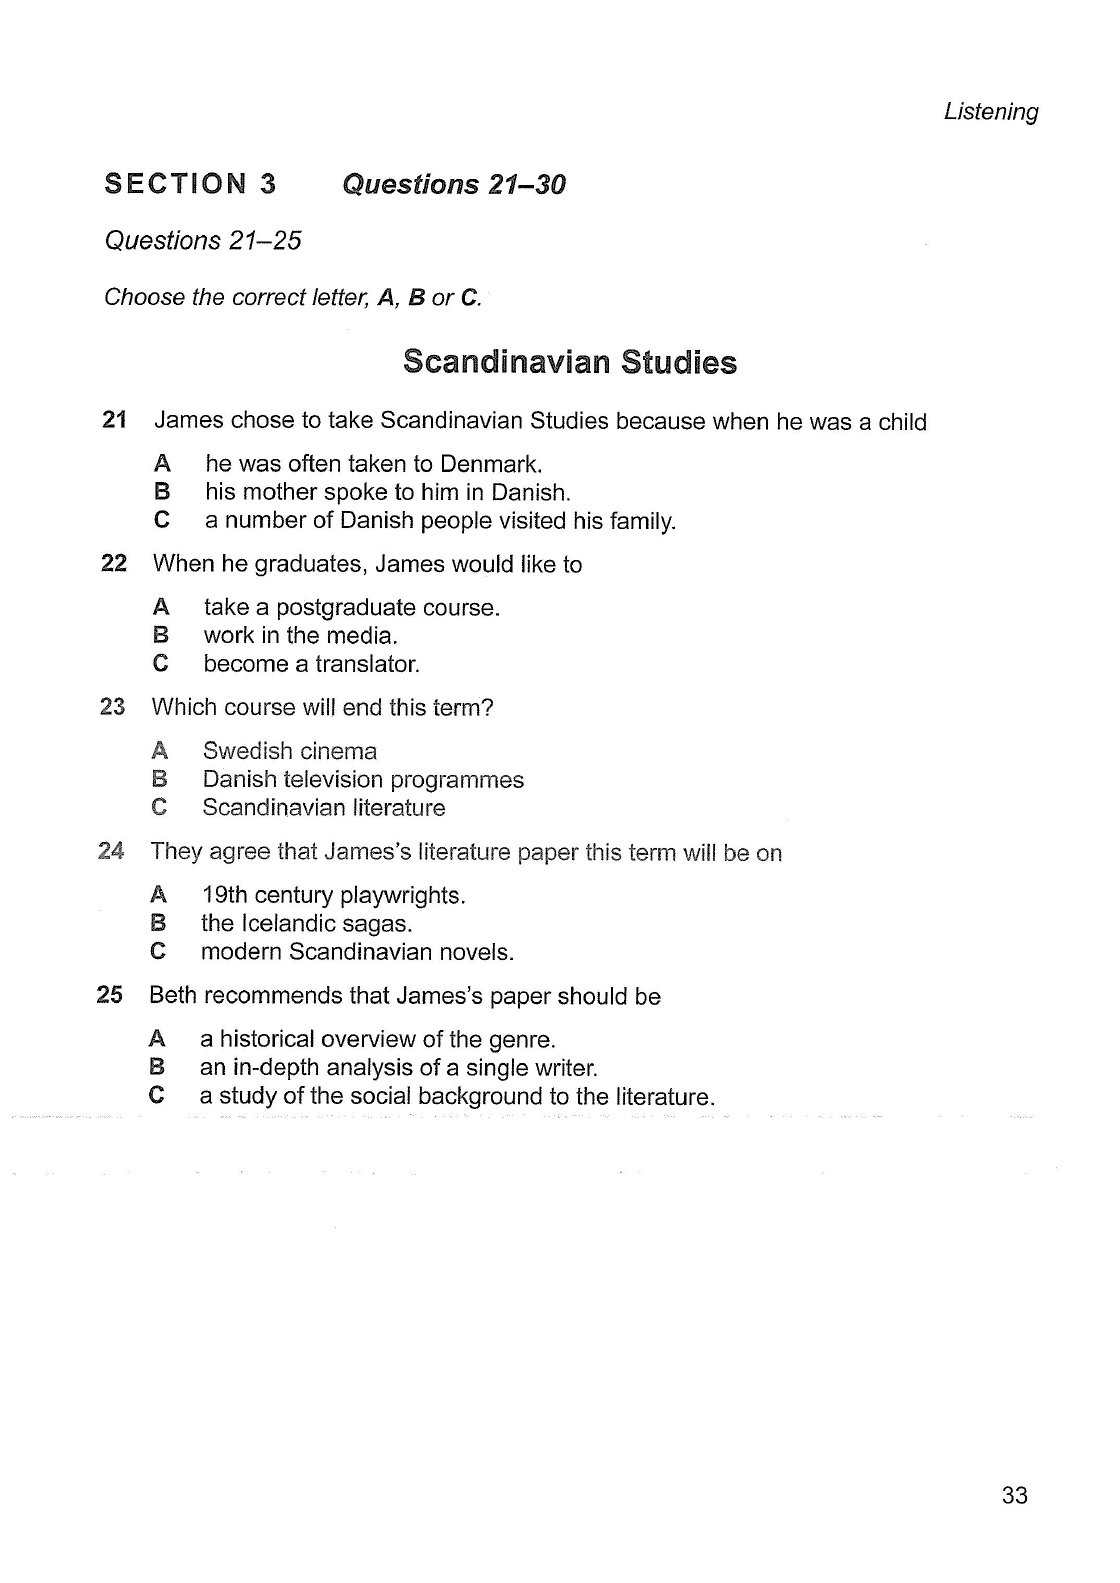 Listening
SECTION 3 Questions 21–30
Questions 21–25
Choose the correct letter, A, B or C.
Scandinavian Studies
21 James chose to take Scandinavian Studies because when he was a child
A he was often taken to Denmark.
B his mother spoke to him in Danish.
C a number of Danish people visited his family.
22 When he graduates, James would like to
A take a postgraduate course.
B work in the media.
C become a translator.
23 Which course will end this term?
A Swedish cinema
B Danish television programmes
C Scandinavian literature
24 They agree that James's literature paper this term will be on
A 19th century playwrights.
B the Icelandic sagas.
C modern Scandinavian novels.
25 Beth recommends that James's paper should be
A a historical overview of the genre.
B an in-depth analysis of a single writer.
C a study of the social background to the literature.
33